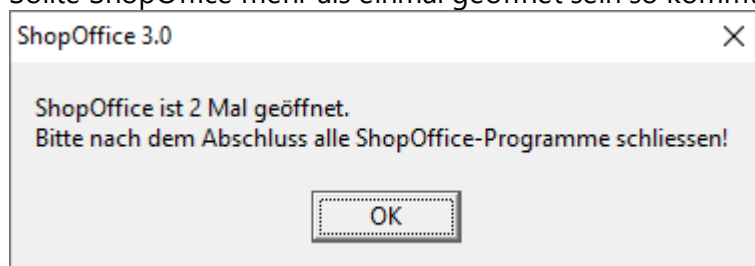 Sollte ShopOffice mehr als einmal geöffnet sein so komm
ShopOffice 3.0
ShopOffice ist 2 Mal geöffnet.
Bitte nach dem Abschluss alle ShopOffice-Programme schliessen!
OK